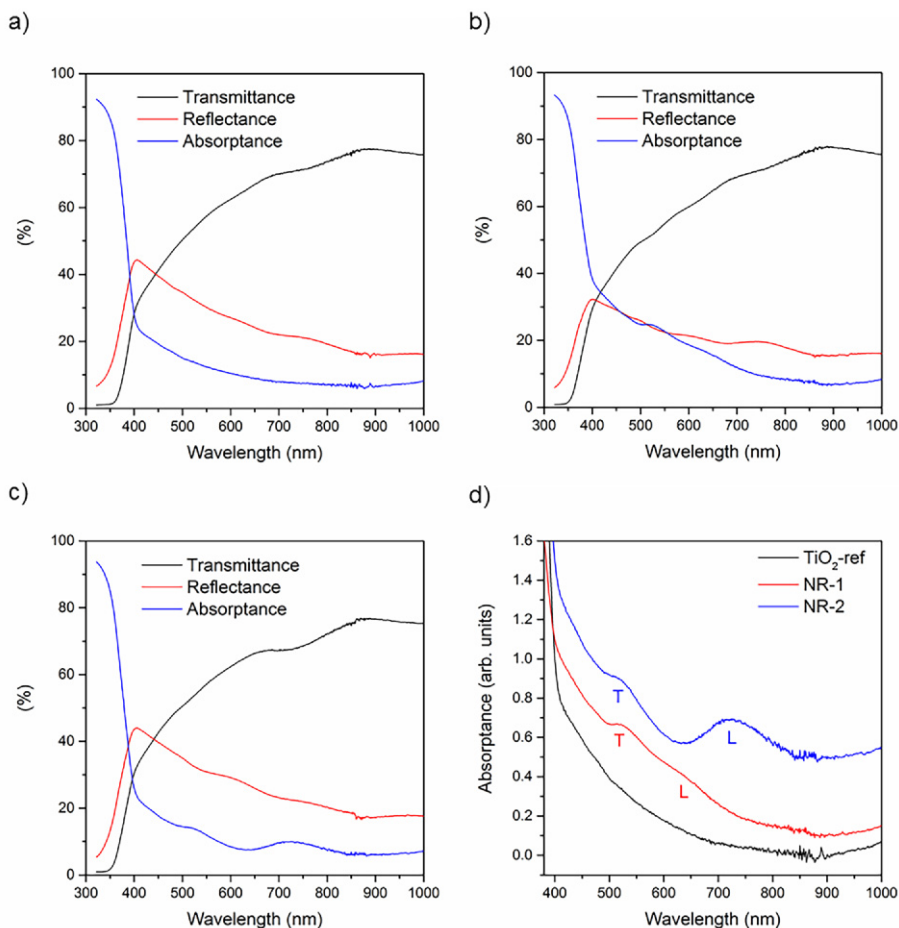 a)
100
80
60
40
20
0
(%)
Transmittance
Reflectance
Absorptance
300 400 500 600 700 800 900 1000
Wavelength (nm)
b)
100
80
60
40
20
0
(%)
Transmittance
Reflectance
Absorptance
300 400 500 600 700 800 900 1000
Wavelength (nm)
c)
100
80
60
40
20
0
(%)
Transmittance
Reflectance
Absorptance
300 400 500 600 700 800 900 1000
Wavelength (nm)
d)
1.6
1.4
1.2
1.0
0.8
0.6
0.4
0.2
0.0
Absorptance (arb. units)
TiO₂-ref
NR-1
NR-2
T
T
L
L
400 500 600 700 800 900 1000
Wavelength (nm)